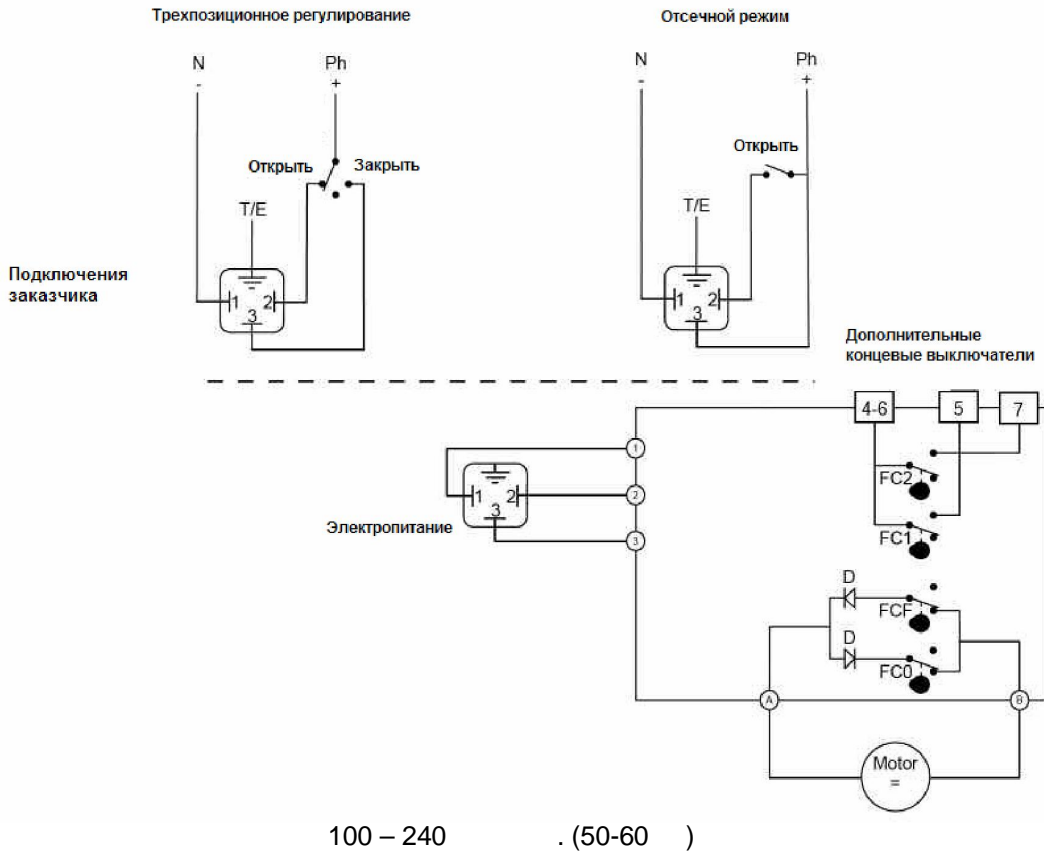 Трехпозиционное регулирование
Отсечной режим
N
Ph
N
Ph
-
+
-
+
Открыть
Закрыть
Открыть
T/E
T/E
Подключения
заказчика
1
2
3
1
2
3
Дополнительные
концевые выключатели
4-6
5
7
1
FC2
1
2
2
3
Электропитание
FC1
3
D
FCF
D
FC0
A
B
Motor
=
100 – 240 . (50-60 )